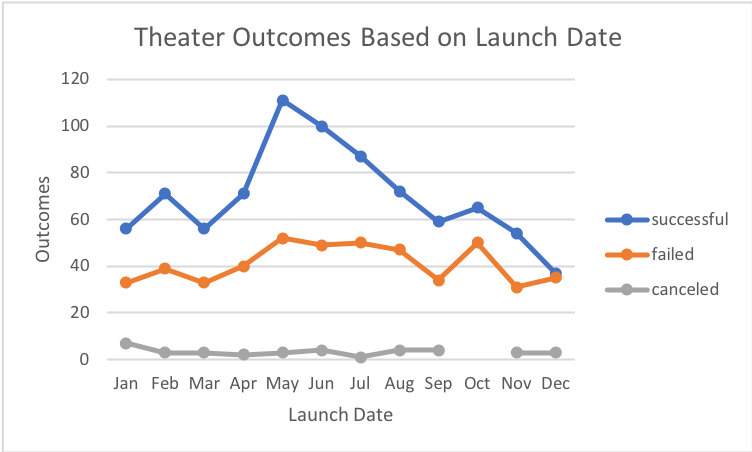 Theater Outcomes Based on Launch Date
120
100
80
60
40
20
0
Outcomes
Jan Feb Mar Apr May Jun Jul Aug Sep Oct Nov Dec
Launch Date
successful
failed
canceled